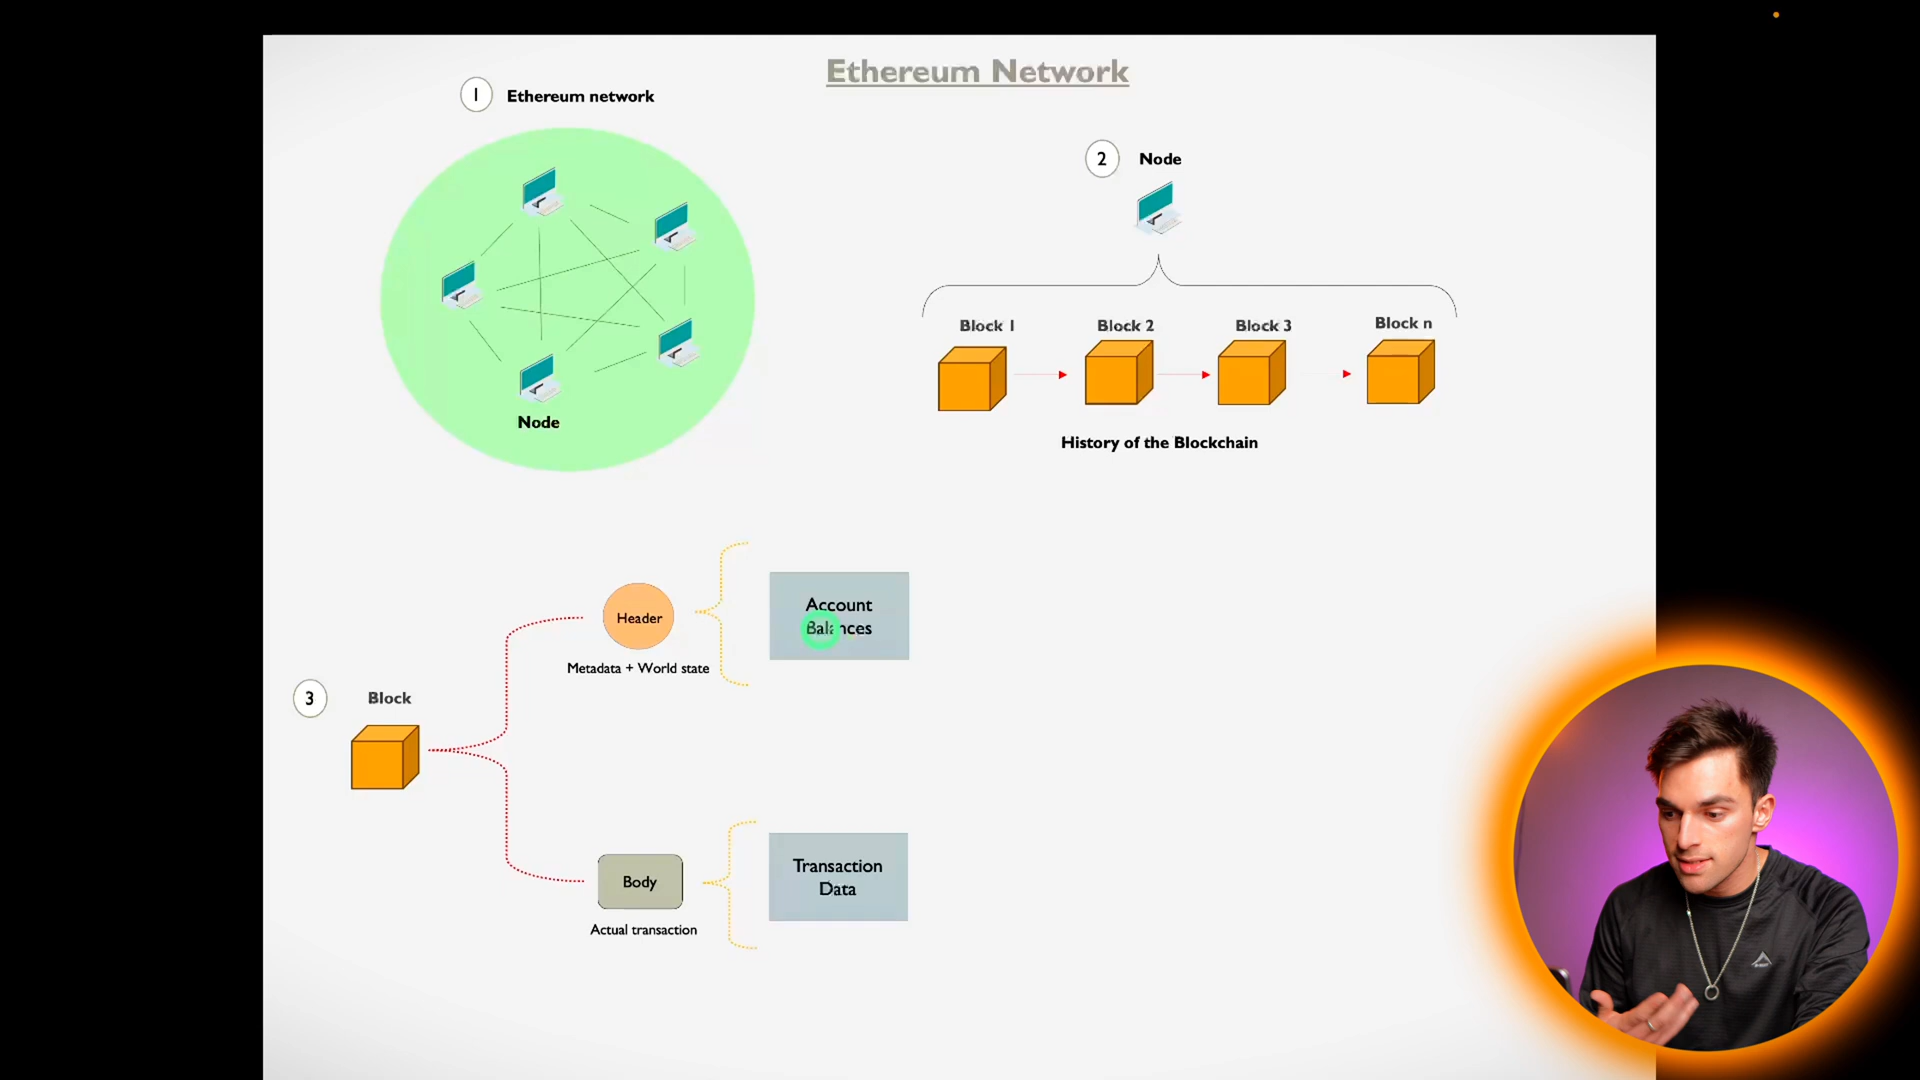 Ethereum Network
1
Ethereum network
Node
2
Node
Block 1
Block 2
Block 3
Block n
History of the Blockchain
3
Block
Header
Metadata + World state
Account
Balances
Body
Actual transaction
Transaction
Data